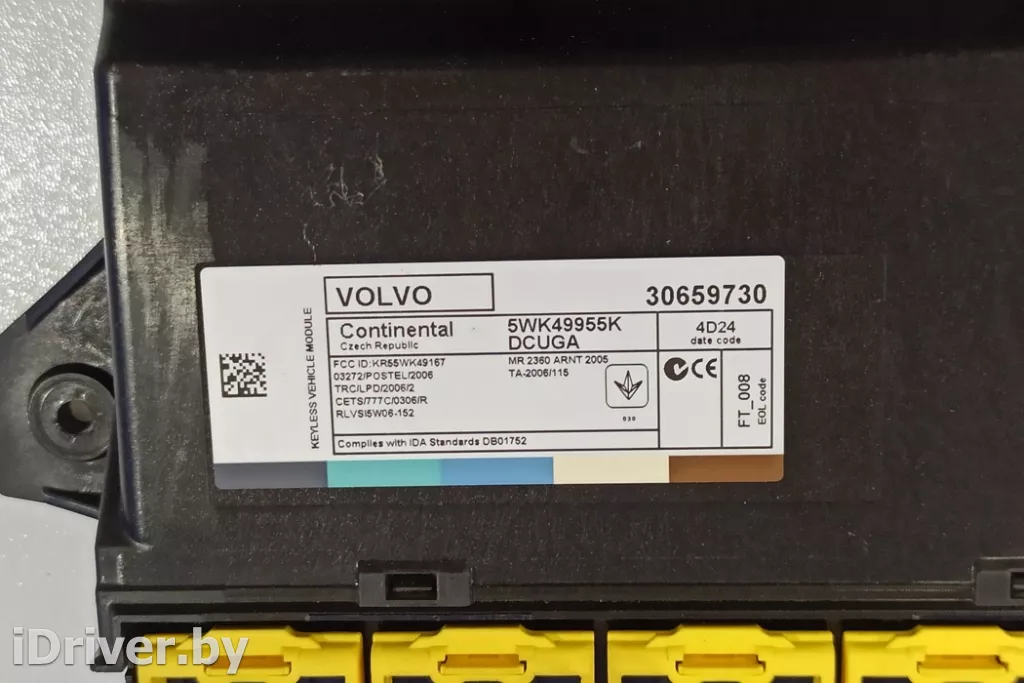 VOLVO
30659730
KEYLESS VEHICLE MODULE
Continental
Czech Republic
5WK49955K
DCUGA
4D24
date code
FCC ID:KR55WK49167
03272/POSTEL/2006
TRC/LPD/2006/2
CETS/777C/0306/R
RLVSI5W06-152
MR 2360 ARNT 2005
TA-2006/115
030
CE
FT_008
EOL code
Complies with IDA Standards DB01752
iDriver.by